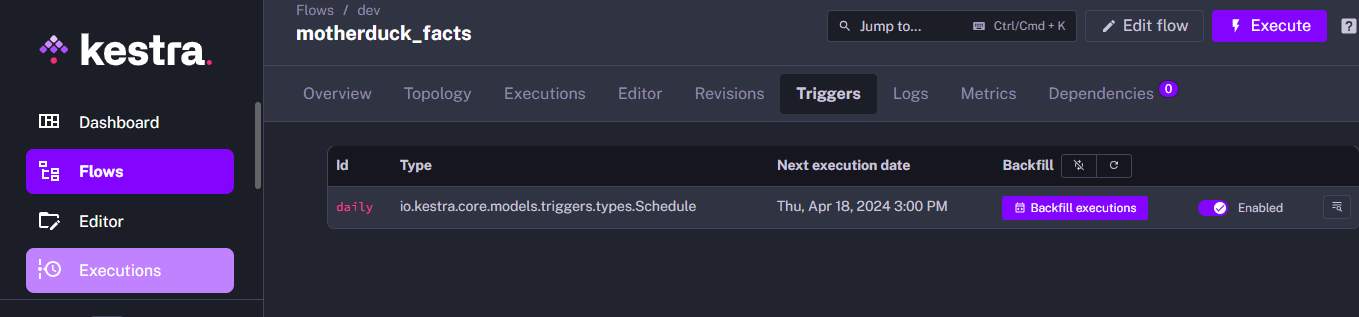 Flows / dev
motherduck_facts
Jump to... Ctrl/Cmd + K
Edit flow
Execute
?
kestra.
Dashboard
Flows
Editor
Executions
Overview Topology Executions Editor Revisions Triggers Logs Metrics Dependencies 0
Id Type Next execution date Backfill
daily io.kestra.core.models.triggers.types.Schedule Thu, Apr 18, 2024 3:00 PM Backfill executions Enabled